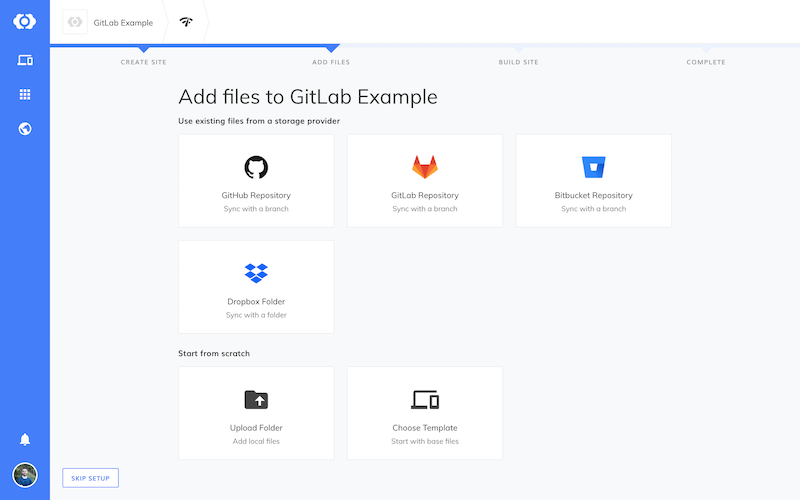 GitLab Example
CREATE SITE
ADD FILES
BUILD SITE
COMPLETE
Add files to GitLab Example
Use existing files from a storage provider
GitHub Repository
Sync with a branch
GitLab Repository
Sync with a branch
Bitbucket Repository
Sync with a branch
Dropbox Folder
Sync with a folder
Start from scratch
Upload Folder
Add local files
Choose Template
Start with base files
SKIP SETUP